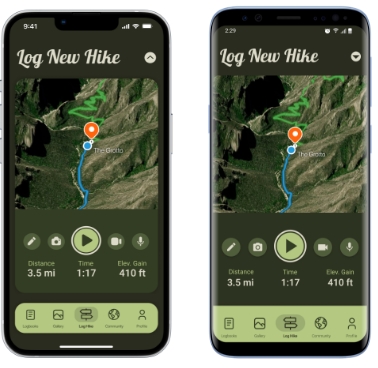 9:41
Log New Hike
The Grotto
Distance Time Elev. Gain
3.5 mi 1:17 410 ft
Logbooks Gallery Log Hike Community Profile
2:29
Log New Hike
The Grotto
Distance Time Elev. Gain
3.5 mi 1:17 410 ft
Logbooks Gallery Log Hike Community Profile